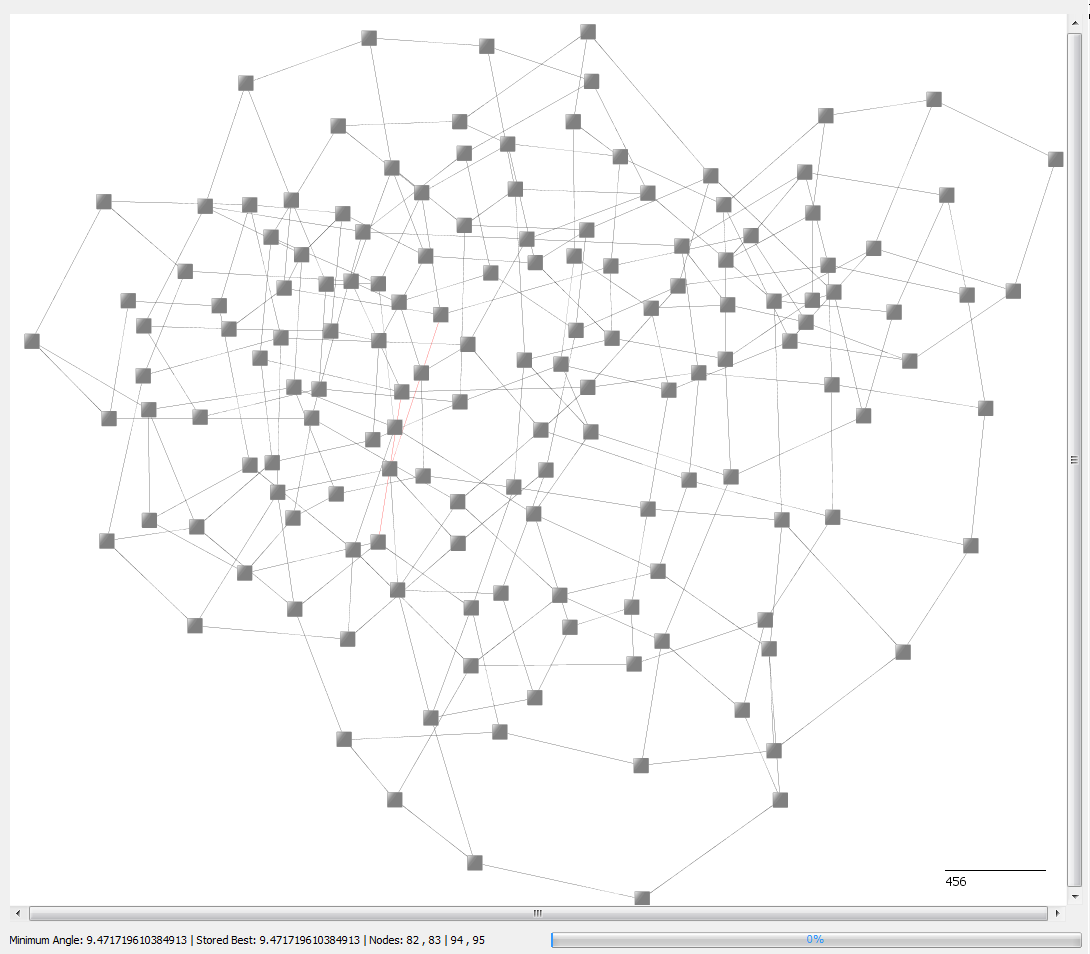 456
Minimum Angle: 9.471719610384913 | Stored Best: 9.471719610384913 | Nodes: 82 , 83 | 94 , 95
0%